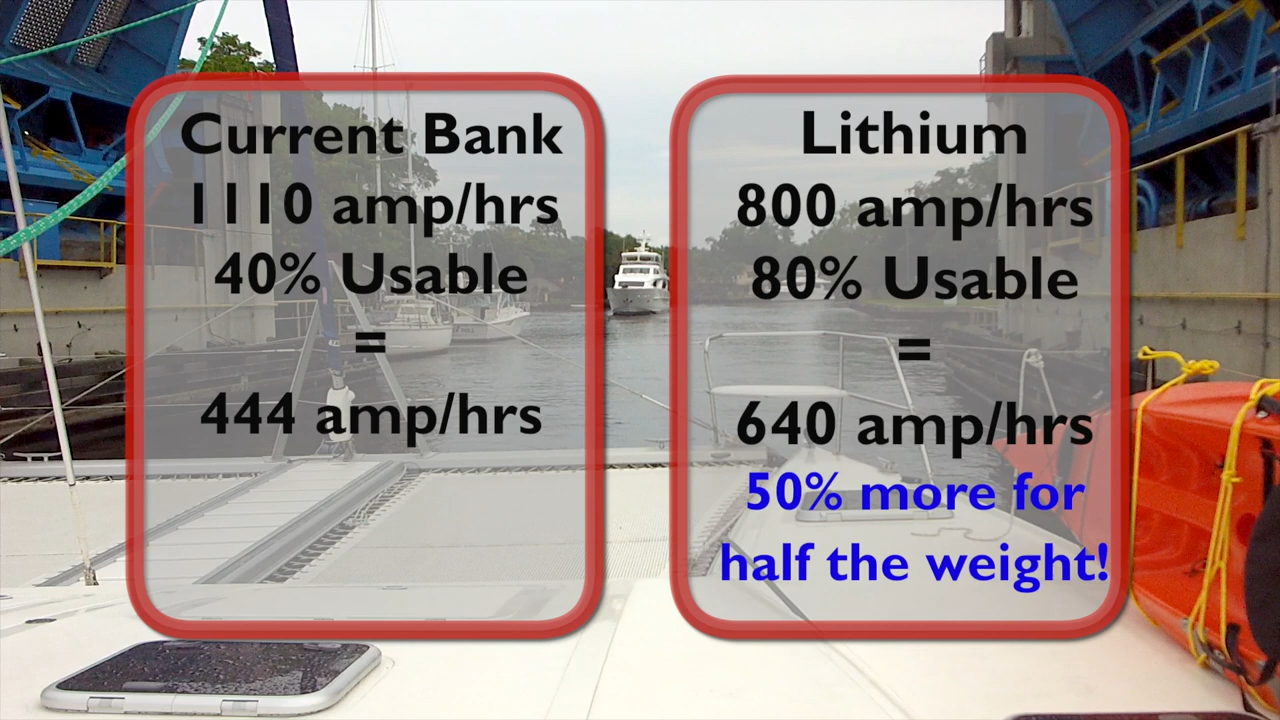 Current Bank
1110 amp/hrs
40% Usable
=
444 amp/hrs
Lithium
800 amp/hrs
80% Usable
=
640 amp/hrs
50% more for
half the weight!